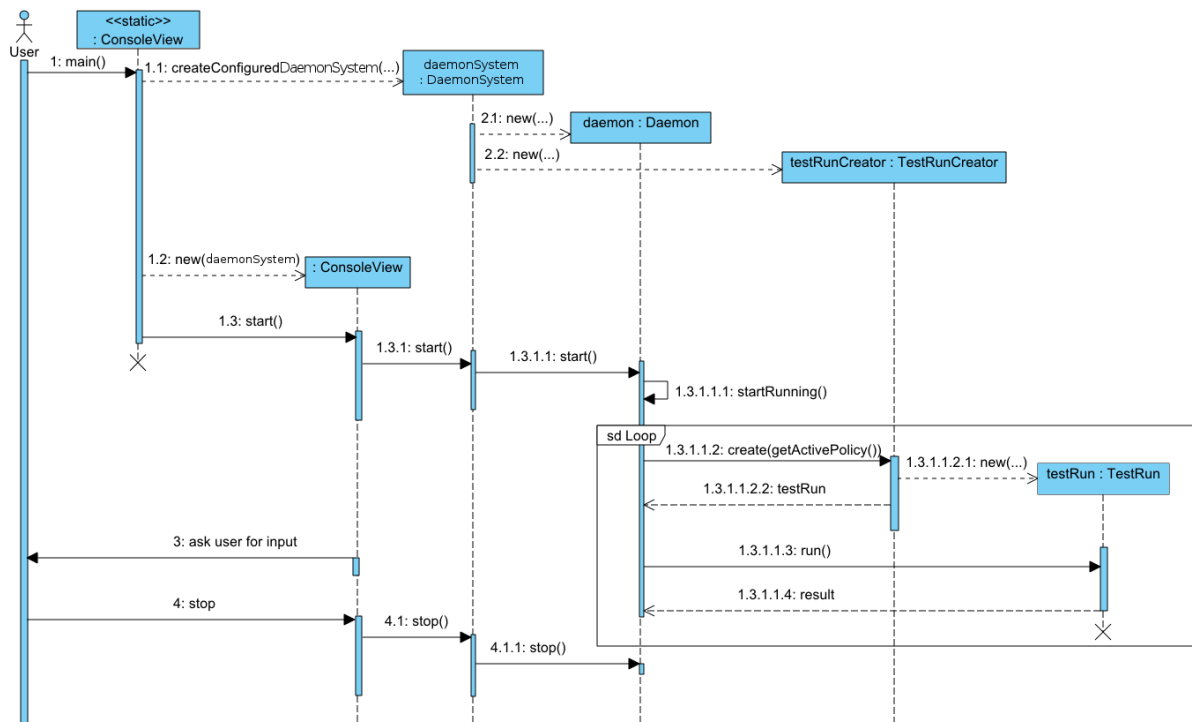 <<static>>
: ConsoleView
User
1: main()
1.1: createConfiguredDaemonSystem(...)
daemonSystem
: DaemonSystem
2.1: new(...)
daemon : Daemon
2.2: new(...)
testRunCreator : TestRunCreator
1.2: new(daemonSystem)
: ConsoleView
1.3: start()
1.3.1: start()
1.3.1.1: start()
1.3.1.1.1: startRunning()
sd Loop
1.3.1.1.2: create(getActivePolicy())
1.3.1.1.2.1: new(...)
testRun : TestRun
1.3.1.1.2.2: testRun
3: ask user for input
1.3.1.1.3: run()
1.3.1.1.4: result
4: stop
4.1: stop()
4.1.1: stop()